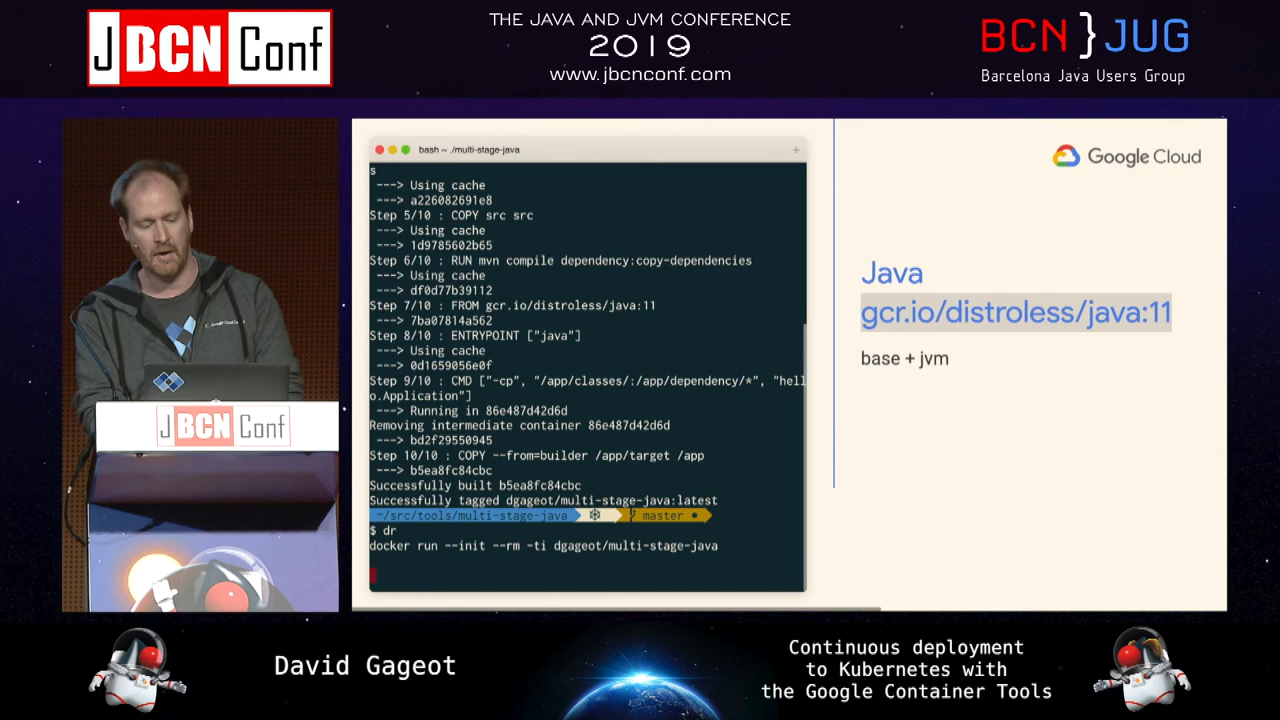 J BCN Conf
THE JAVA AND JVM CONFERENCE
2019
www.jbcnconf.com
BCN } JUG
Barcelona Java Users Group
bash ~ ./multi-stage-java
s
---> Using cache
---> a226082691e8
Step 5/10 : COPY src src
---> Using cache
---> 1d9785602b65
Step 6/10 : RUN mvn compile dependency:copy-dependencies
---> Using cache
---> df0d77b39112
Step 7/10 : FROM gcr.io/distroless/java:11
---> 7ba07814a562
Step 8/10 : ENTRYPOINT ["java"]
---> Using cache
---> 0d1659056e0f
Step 9/10 : CMD ["-cp", "/app/classes/:/app/dependency/*", "hell
o.Application"]
---> Running in 86e487d42d6d
Removing intermediate container 86e487d42d6d
---> bd2f29550945
Step 10/10 : COPY --from=builder /app/target /app
---> b5ea8fc84cbc
Successfully built b5ea8fc84cbc
Successfully tagged dgageot/multi-stage-java:latest
~/src/tools/multi-stage-java master
$ dr
docker run --init --rm -ti dgageot/multi-stage-java
Google Cloud
Java
gcr.io/distroless/java:11
base + jvm
J BCN Conf
David Gageot
Continuous deployment
to Kubernetes with
the Google Container Tools